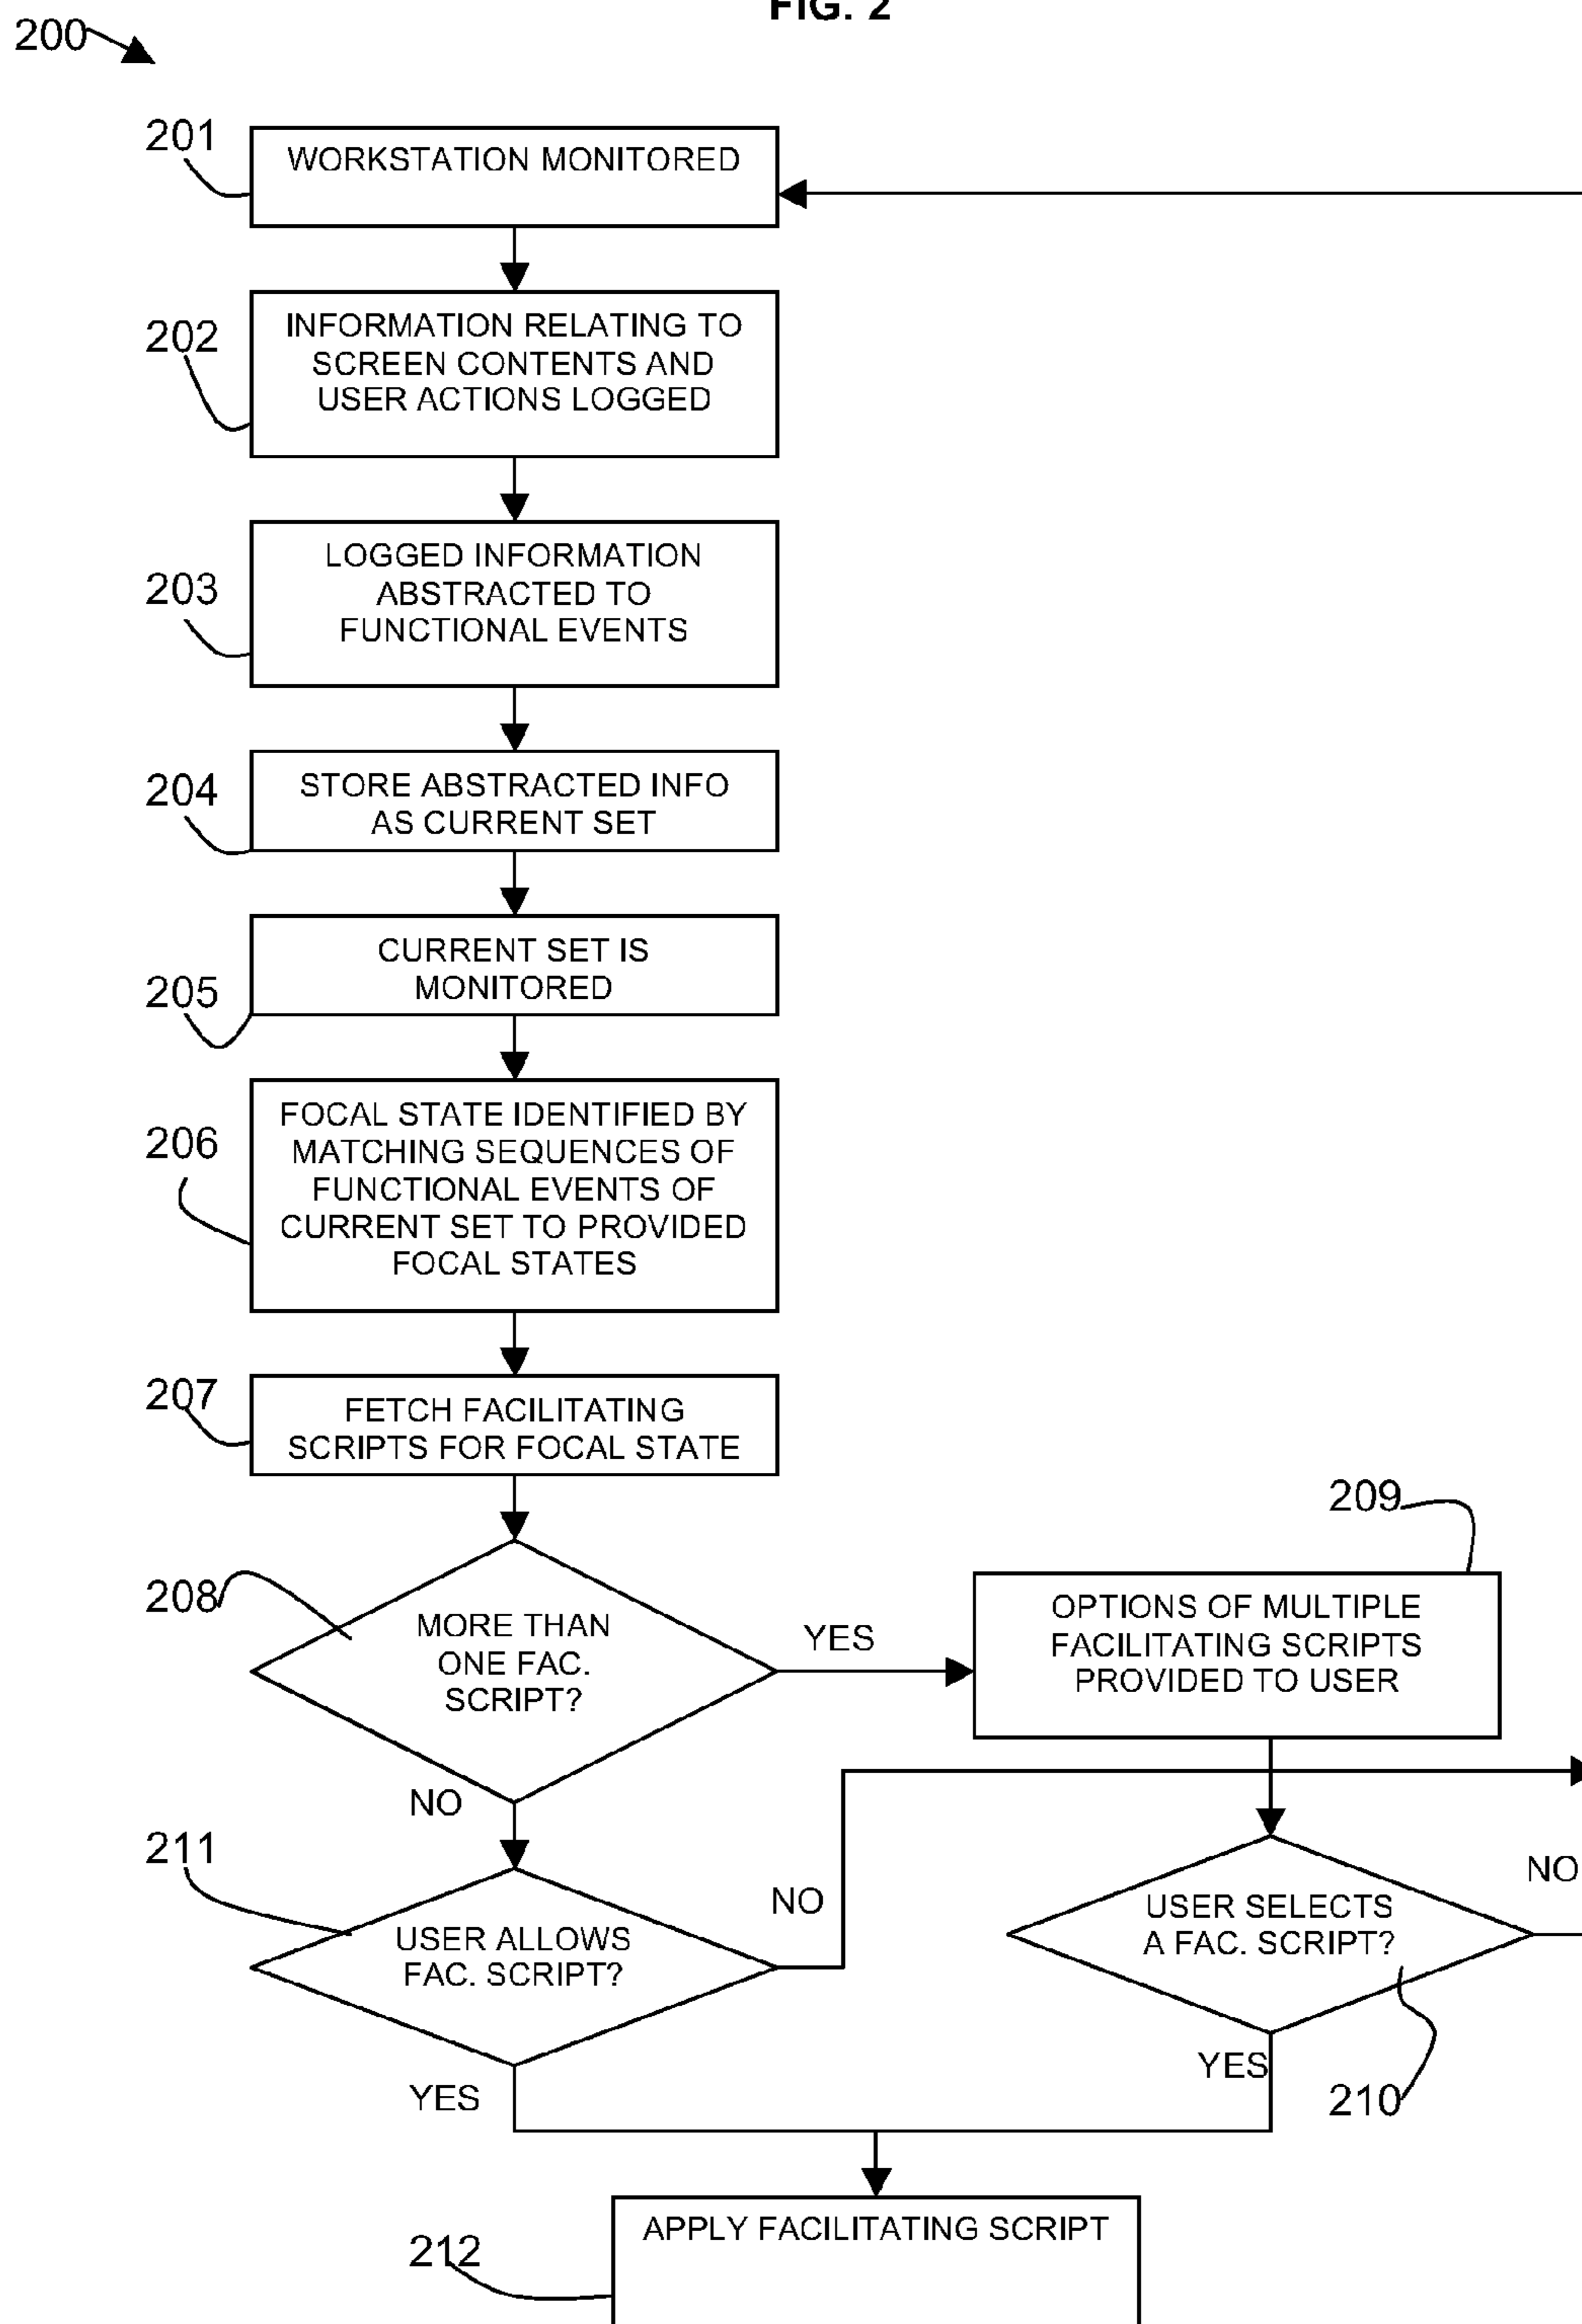 FIG. 2
200
201
WORKSTATION MONITORED
202
INFORMATION RELATING TO
SCREEN CONTENTS AND
USER ACTIONS LOGGED
203
LOGGED INFORMATION
ABSTRACTED TO
FUNCTIONAL EVENTS
204
STORE ABSTRACTED INFO
AS CURRENT SET
205
CURRENT SET IS
MONITORED
206
FOCAL STATE IDENTIFIED BY
MATCHING SEQUENCES OF
FUNCTIONAL EVENTS OF
CURRENT SET TO PROVIDED
FOCAL STATES
207
FETCH FACILITATING
SCRIPTS FOR FOCAL STATE
208
MORE THAN
ONE FAC.
SCRIPT?
YES
209
OPTIONS OF MULTIPLE
FACILITATING SCRIPTS
PROVIDED TO USER
NO
211
USER ALLOWS
FAC. SCRIPT?
NO
USER SELECTS
A FAC. SCRIPT?
NO
YES
YES
210
212
APPLY FACILITATING SCRIPT